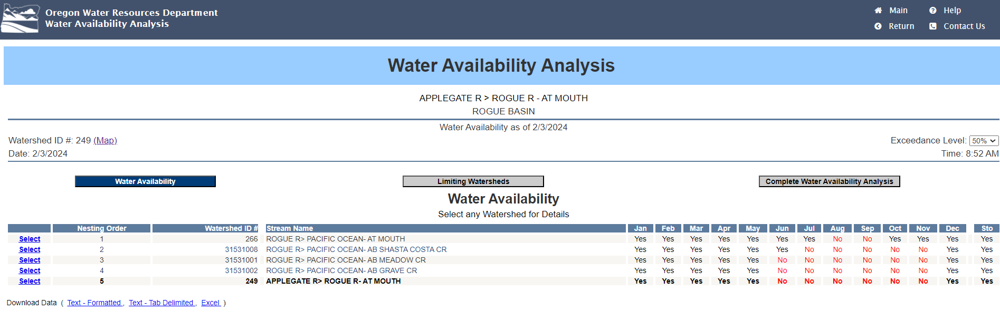 Oregon Water Resources Department
Water Availability Analysis
Main
Help
Return
Contact Us
Water Availability Analysis
APPLEGATE R > ROGUE R - AT MOUTH
ROGUE BASIN
Water Availability as of 2/3/2024
Watershed ID #: 249 (Map)
Exceedance Level: 50%
Date: 2/3/2024
Time: 8:52 AM
Water Availability
Limiting Watersheds
Complete Water Availability Analysis
Water Availability
Select any Watershed for Details
Nesting Order Watershed ID # Stream Name Jan Feb Mar Apr May Jun Jul Aug Sep Oct Nov Dec Sto
Select 1 266 ROGUE R> PACIFIC OCEAN- AT MOUTH Yes Yes Yes Yes Yes Yes Yes No No Yes Yes Yes Yes
Select 2 31531008 ROGUE R> PACIFIC OCEAN- AB SHASTA COSTA CR Yes Yes Yes Yes Yes Yes No No No No No Yes Yes
Select 3 31531001 ROGUE R> PACIFIC OCEAN- AB MEADOW CR Yes Yes Yes Yes Yes No No No No No No Yes Yes
Select 4 31531002 ROGUE R> PACIFIC OCEAN- AB GRAVE CR Yes Yes Yes Yes Yes No No No No No No Yes Yes
Select 5 249 APPLEGATE R> ROGUE R- AT MOUTH Yes Yes Yes Yes Yes No No No No No No Yes Yes
Download Data ( Text - Formatted , Text - Tab Delimited , Excel )